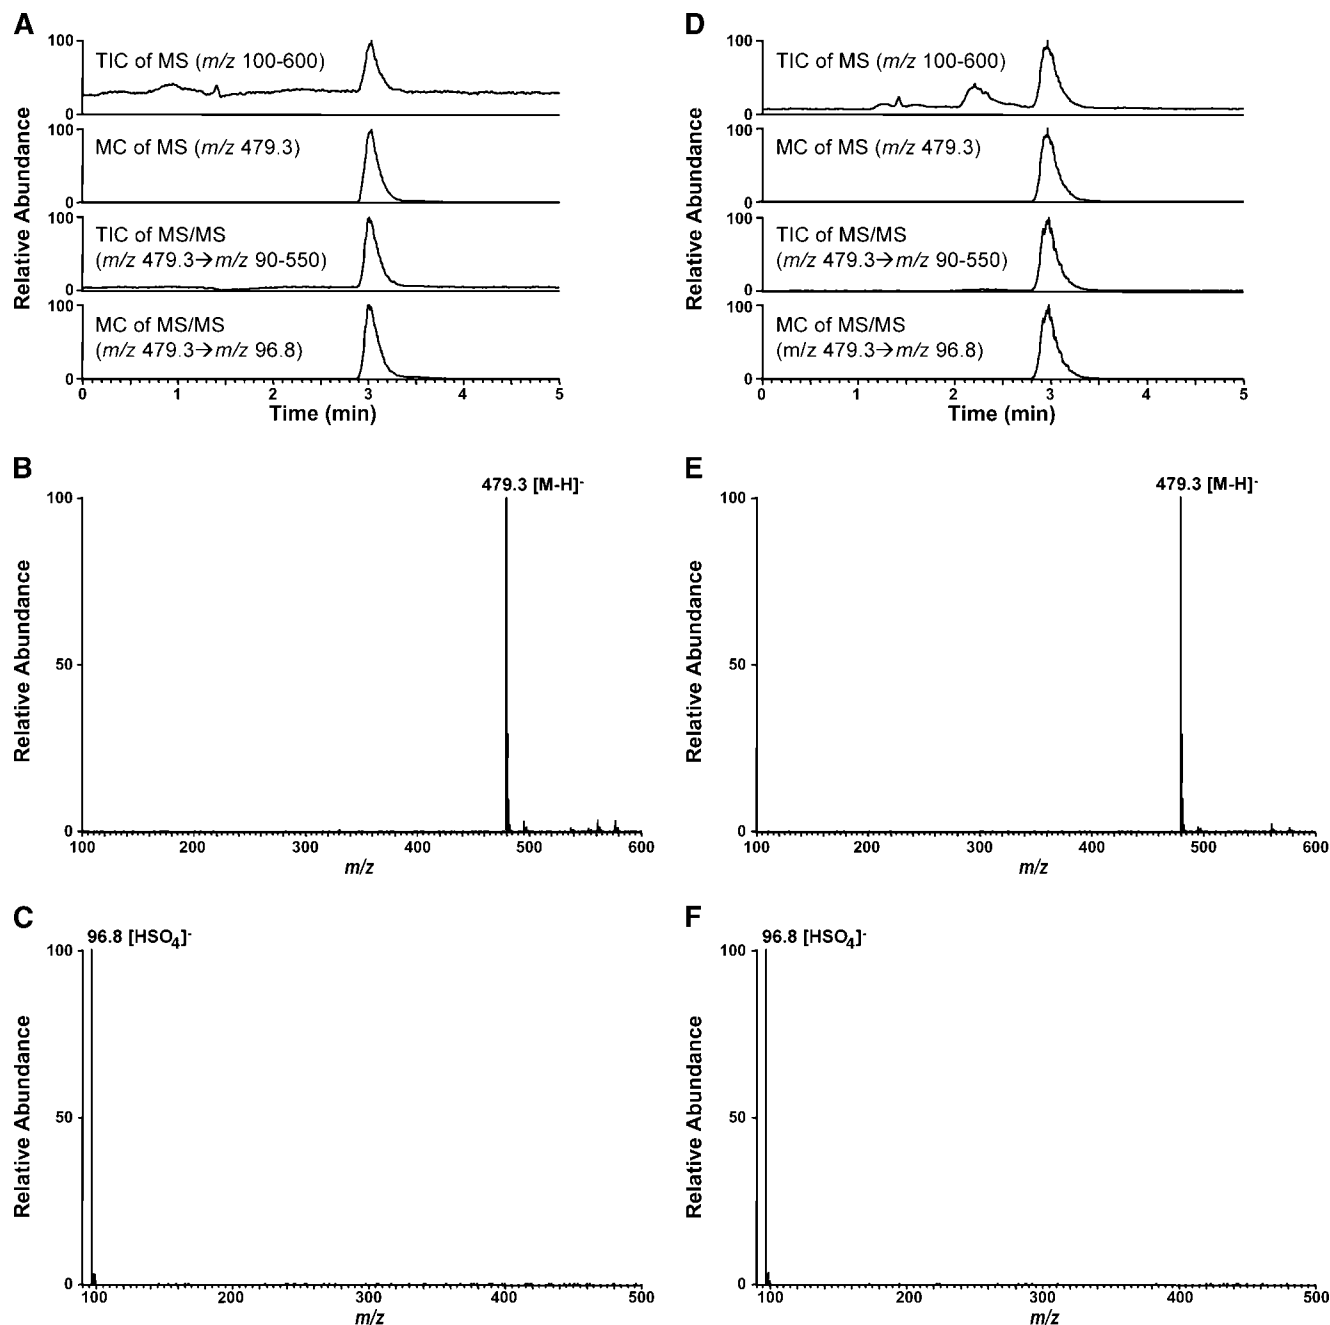 A
Relative Abundance
100
TIC of MS (m/z 100-600)
0
100
MC of MS (m/z 479.3)
0
100
TIC of MS/MS
(m/z 479.3→m/z 90-550)
0
100
MC of MS/MS
(m/z 479.3→m/z 96.8)
0
0 1 2 3 4 5
Time (min)
D
Relative Abundance
100
TIC of MS (m/z 100-600)
0
100
MC of MS (m/z 479.3)
0
100
TIC of MS/MS
(m/z 479.3→m/z 90-550)
0
100
MC of MS/MS
(m/z 479.3→m/z 96.8)
0
0 1 2 3 4 5
Time (min)
B
479.3 [M-H]-
Relative Abundance
100
50
0
100 200 300 400 500 600
m/z
E
479.3 [M-H]-
Relative Abundance
100
50
0
100 200 300 400 500 600
m/z
C
96.8 [HSO4]-
Relative Abundance
100
50
0
100 200 300 400 500
m/z
F
96.8 [HSO4]-
Relative Abundance
100
50
0
100 200 300 400 500
m/z